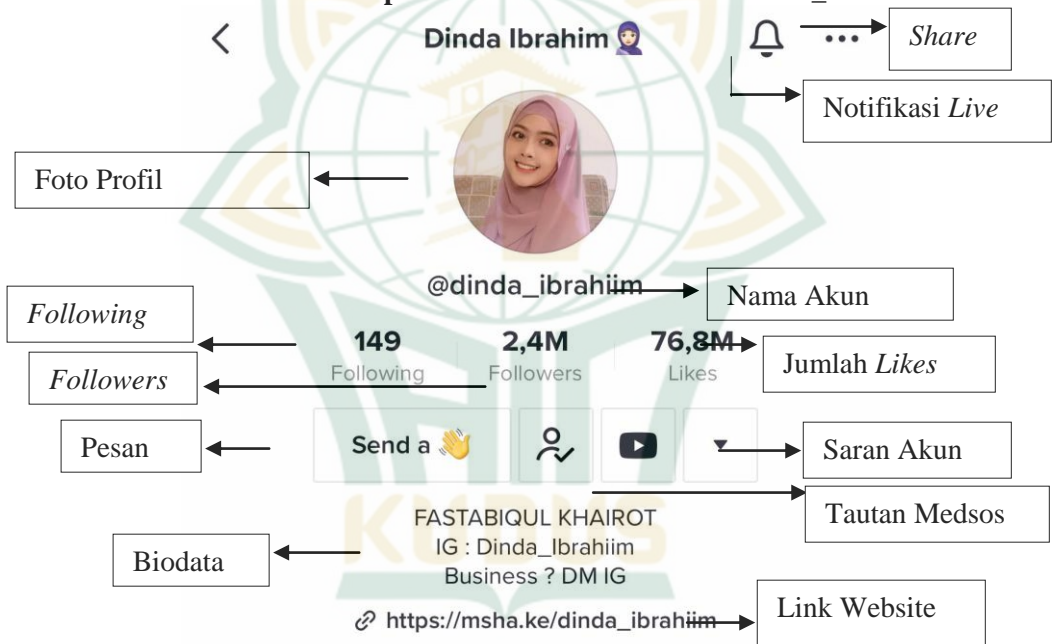 Dinda Ibrahim
Share
Notifikasi Live
Foto Profil
@dinda_ibrahiim
Nama Akun
Following
149
2,4M
76,8M
Following
Followers
Likes
Jumlah Likes
Followers
Pesan
Send a 👋
Saran Akun
Tautan Medsos
FASTABIQUL KHAIROT
IG : Dinda_Ibrahiim
Business ? DM IG
Biodata
https://msha.ke/dinda_ibrahiim
Link Website
KUDUS